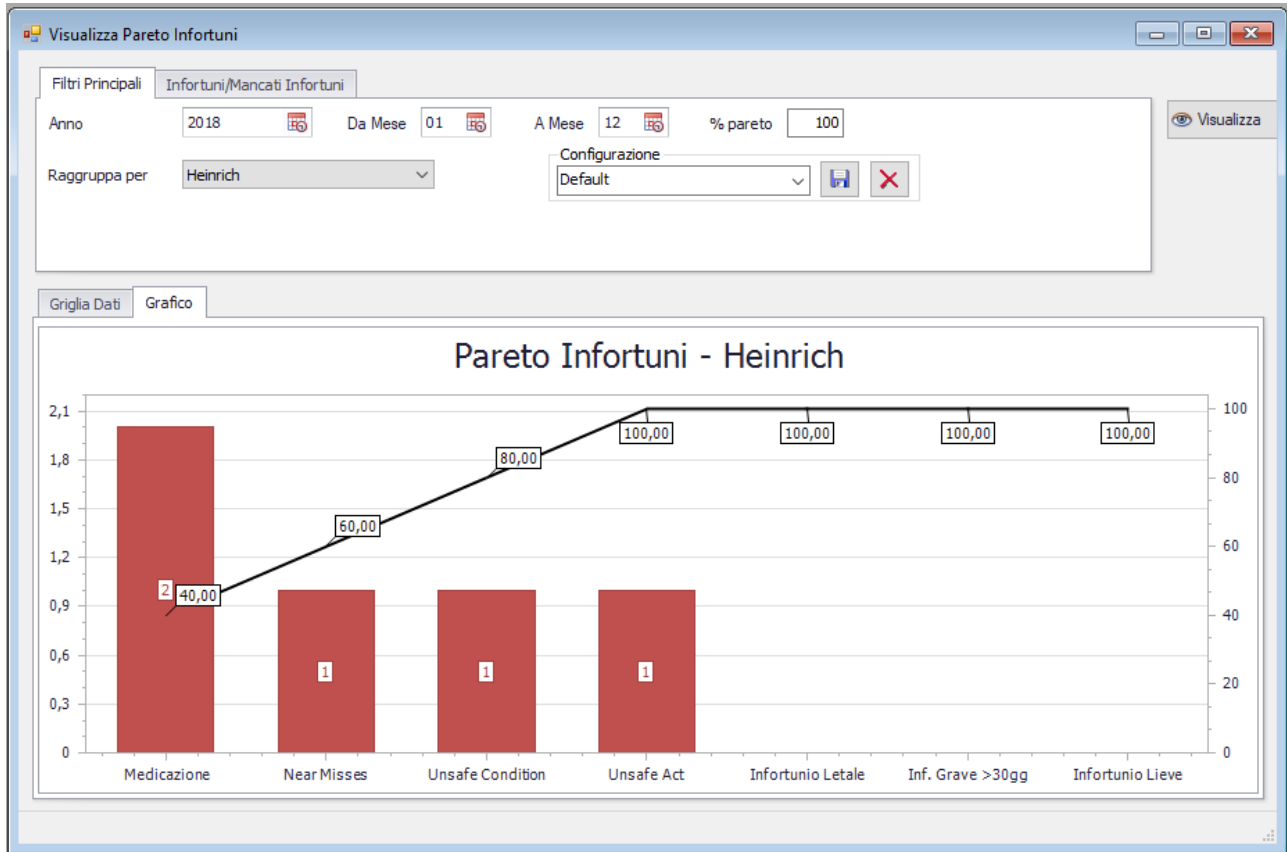 Visualizza Pareto Infortuni
Filtri Principali Infortuni/Mancati Infortuni
Anno 2018 Da Mese 01 A Mese 12 % pareto 100
Visualizza
Configurazione
Raggruppa per Heinrich Default
Griglia Dati Grafico
Pareto Infortuni - Heinrich
2,1 100
100,00 100,00 100,00 100,00
1,8
80,00
80
1,5
60,00
60
1,2
2 40,00
0,9
40
0,6
1 1 1
20
0,3
0 0
Medicazione Near Misses Unsafe Condition Unsafe Act Infortunio Letale Inf. Grave >30gg Infortunio Lieve